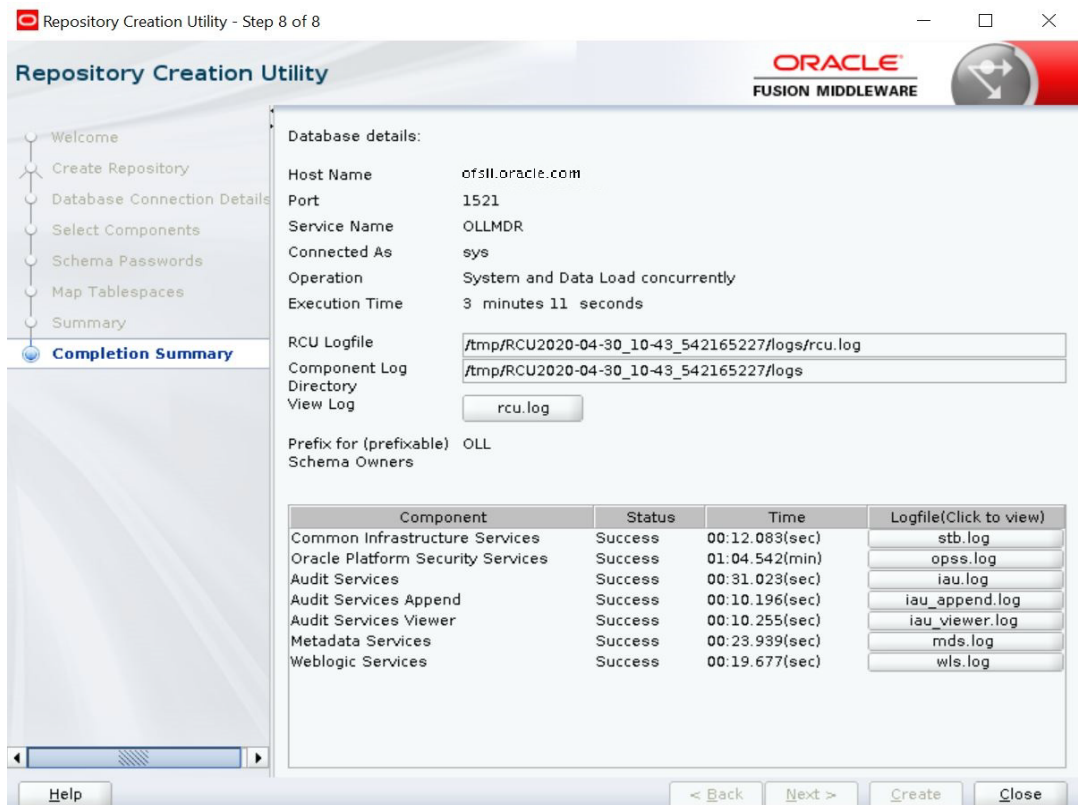 Repository Creation Utility - Step 8 of 8
Repository Creation Utility
ORACLE
FUSION MIDDLEWARE
Welcome
Create Repository
Database Connection Details
Select Components
Schema Passwords
Map Tablespaces
Summary
Completion Summary
Database details:
Host Name ofsll.oracle.com
Port 1521
Service Name OLLMDR
Connected As sys
Operation System and Data Load concurrently
Execution Time 3 minutes 11 seconds
RCU Logfile /tmp/RCU2020-04-30_10-43_542165227/logs/rcu.log
Component Log Directory /tmp/RCU2020-04-30_10-43_542165227/logs
View Log rcu.log
Prefix for (prefixable) OLL
Schema Owners
Component Status Time Logfile(Click to view)
Common Infrastructure Services Success 00:12.083(sec) stb.log
Oracle Platform Security Services Success 01:04.542(min) opss.log
Audit Services Success 00:31.023(sec) iau.log
Audit Services Append Success 00:10.196(sec) iau_append.log
Audit Services Viewer Success 00:10.255(sec) iau_viewer.log
Metadata Services Success 00:23.939(sec) mds.log
Weblogic Services Success 00:19.677(sec) wls.log
Help < Back Next > Create Close